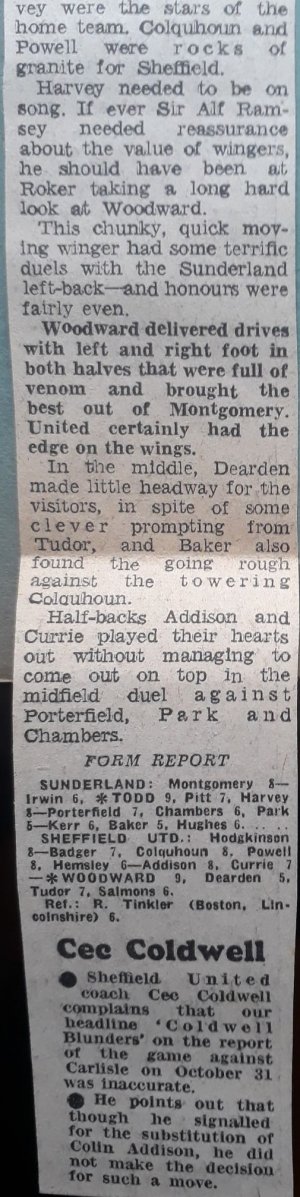 vey were the stars of the
home team. Colquhoun and
Powell were rocks of
granite for Sheffield.
Harvey needed to be on
song. If ever Sir Alf Ram-
sey needed reassurance
about the value of wingers,
he should have been at
Roker taking a long hard
look at Woodward.
This chunky, quick mov-
ing winger had some terrific
duels with the Sunderland
left-back—and honours were
fairly even.
Woodward delivered drives
with left and right foot in
both halves that were full of
venom and brought the
best out of Montgomery.
United certainly had the
edge on the wings.
In the middle, Dearden
made little headway for the
visitors, in spite of some
clever prompting from
Tudor, and Baker also
found the going rough
against the towering
Colquhoun.
Half-backs Addison and
Currie played their hearts
out without managing to
come out on top in the
midfield duel against
Porterfield, Park and
Chambers.
FORM REPORT
SUNDERLAND: Montgomery 8—
Irwin 6, *TODD 9, Pitt 7, Harvey
8—Porterfield 7, Chambers 6, Park
5—Kerr 6, Baker 5, Hughes 6. . . . .
SHEFFIELD UTD.: Hodgkinson
8—Badger 7, Colquhoun 8, Powell
8, Hemsley 6—Addison 8, Currie 7
—*WOODWARD 9, Dearden 5,
Tudor 7, Salmons 6.
Ref.: R. Tinkler (Boston, Lin-
colnshire) 6.
Cec Coldwell
● Sheffield United
coach Cec Coldwell
complains that our
headline 'Coldwell
Blunders' on the report
of the game against
Carlisle on October 31
was inaccurate.
● He points out that
though he signalled
for the substitution of
Colin Addison, he did
not make the decision
for such a move.